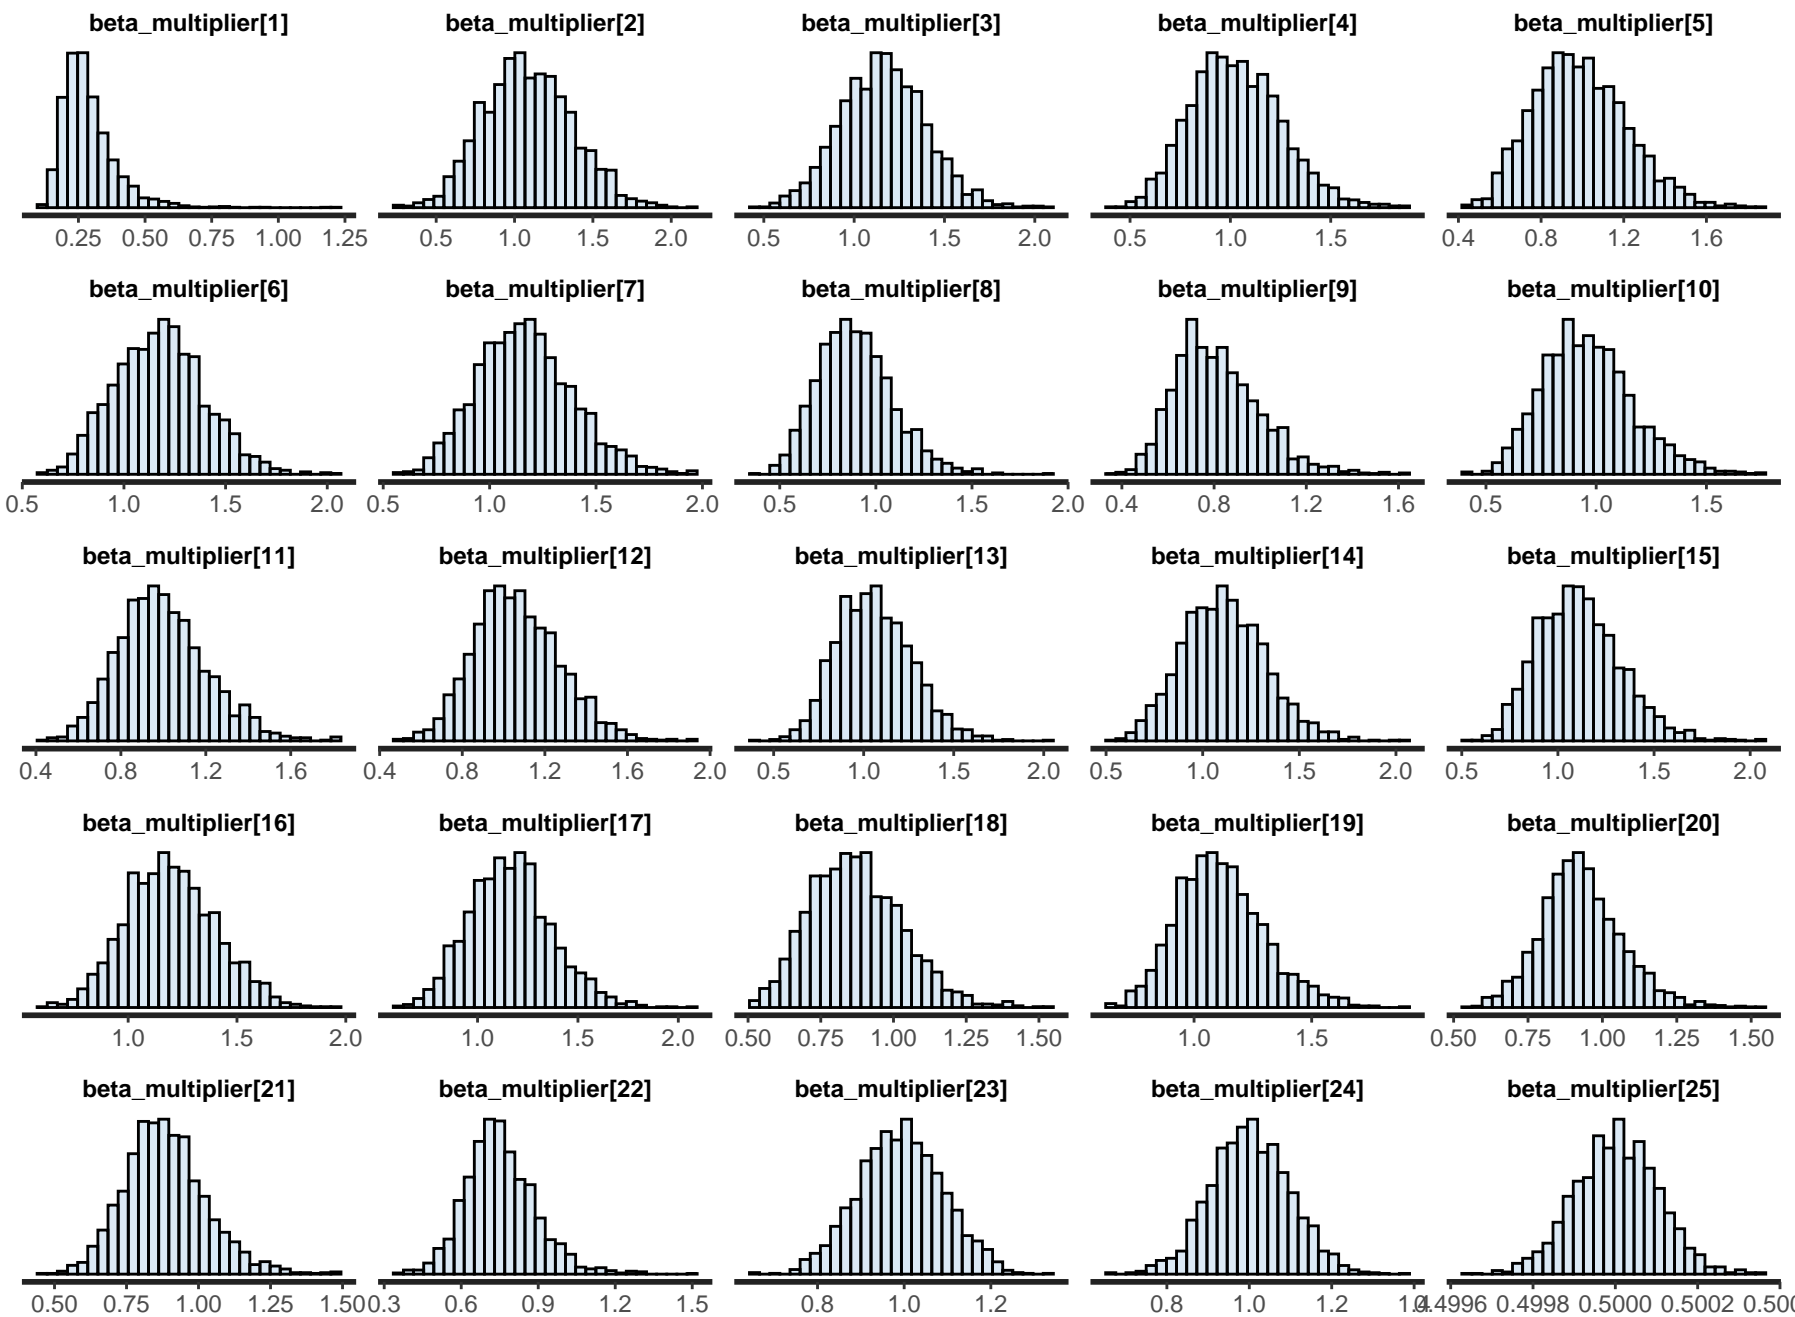 beta_multiplier[1] beta_multiplier[2] beta_multiplier[3] beta_multiplier[4] beta_multiplier[5]
0.25 0.50 0.75 1.00 1.25 0.5 1.0 1.5 2.0 0.5 1.0 1.5 2.0 0.5 1.0 1.5 0.4 0.8 1.2 1.6
beta_multiplier[6] beta_multiplier[7] beta_multiplier[8] beta_multiplier[9] beta_multiplier[10]
0.5 1.0 1.5 2.0 0.5 1.0 1.5 2.0 0.5 1.0 1.5 2.0 0.4 0.8 1.2 1.6 0.5 1.0 1.5
beta_multiplier[11] beta_multiplier[12] beta_multiplier[13] beta_multiplier[14] beta_multiplier[15]
0.4 0.8 1.2 1.6 0.4 0.8 1.2 1.6 2.0 0.5 1.0 1.5 2.0 0.5 1.0 1.5 2.0 0.5 1.0 1.5 2.0
beta_multiplier[16] beta_multiplier[17] beta_multiplier[18] beta_multiplier[19] beta_multiplier[20]
1.0 1.5 2.0 1.0 1.5 2.0 0.50 0.75 1.00 1.25 1.50 1.0 1.5 0.50 0.75 1.00 1.25 1.50
beta_multiplier[21] beta_multiplier[22] beta_multiplier[23] beta_multiplier[24] beta_multiplier[25]
0.50 0.75 1.00 1.25 1.50 0.3 0.6 0.9 1.2 1.5 0.8 1.0 1.2 0.8 1.0 1.2 1.4 0.4996 0.4998 0.5000 0.5002